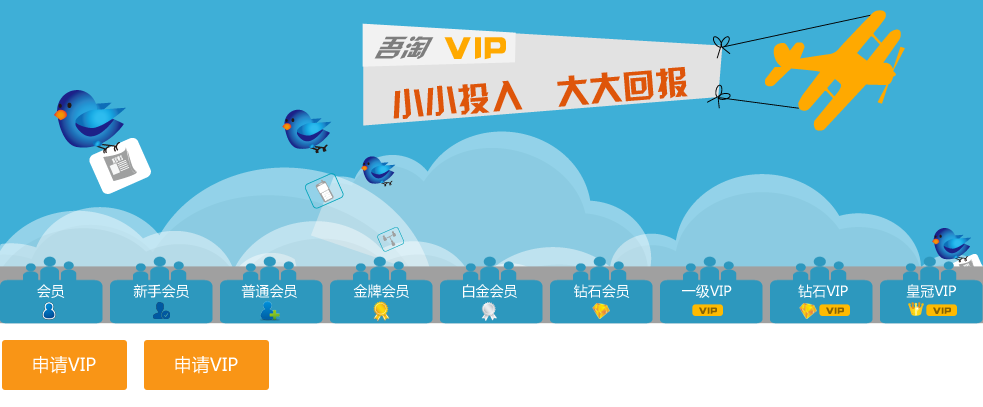 吾淘 VIP
小小投入 大大回报
NEWS
会员 新手会员 普通会员 金牌会员 白金会员 钻石会员 一级VIP 钻石VIP 皇冠VIP
VIP VIP VIP
申请VIP 申请VIP